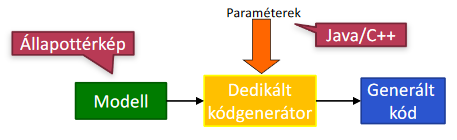 Paraméterek
Állapottérkép
Java/C++
Modell
Dedikált
kódgenerátor
Generált
kód